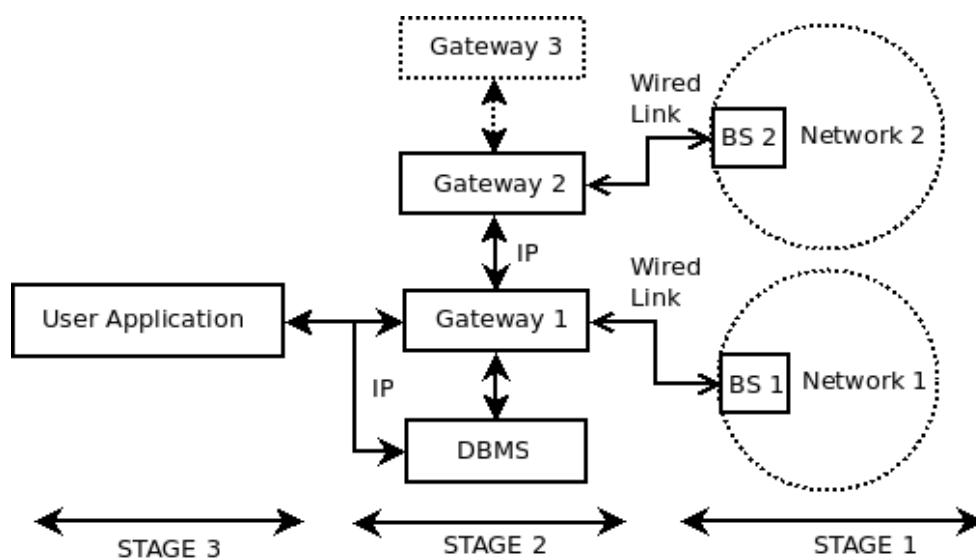 Gateway 3
Wired
Link
BS 2
Network 2
Gateway 2
IP
Wired
Link
User Application
Gateway 1
BS 1
Network 1
IP
DBMS
STAGE 3
STAGE 2
STAGE 1